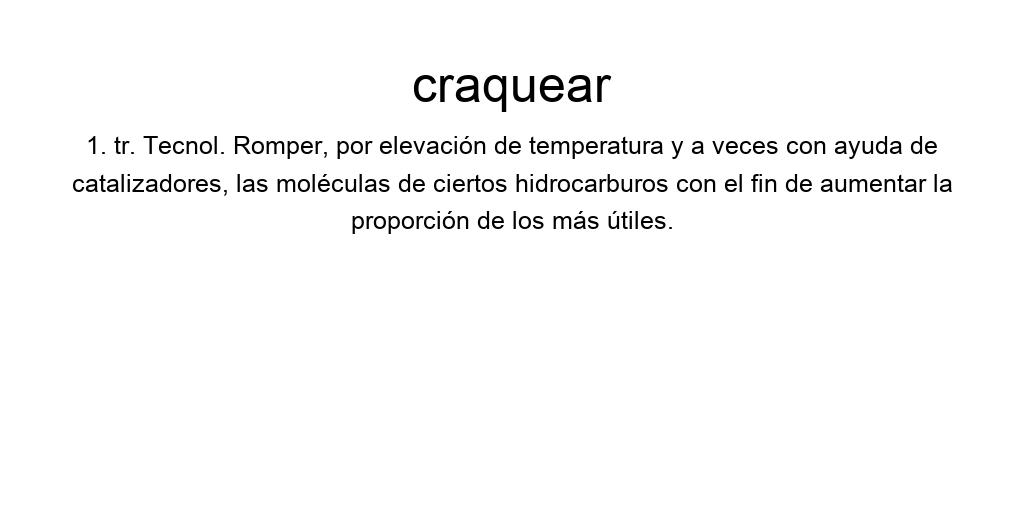 craquear
1. tr. Tecnol. Romper, por elevación de temperatura y a veces con ayuda de
catalizadores, las moléculas de ciertos hidrocarburos con el fin de aumentar la
proporción de los más útiles.